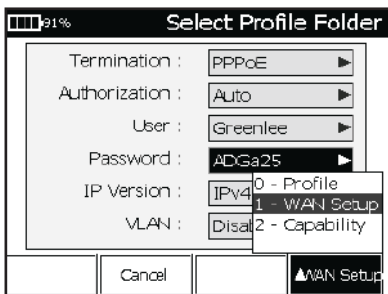 91%
Select Profile Folder
Termination : PPPoE
Authorization : Auto
User : Greenlee
Password : ADGa25
IP Version : IPv4
VLAN : Disab
0 - Profile
1 - WAN Setup
2 - Capability
Cancel
WAN Setup